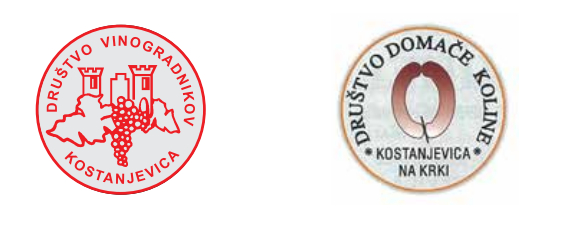 DRUŠTVO VINOGRADNIKOV
KOSTANJEVICA
DRUŠTVO DOMAČE KOLINE
* KOSTANJEVICA *
NA KRKI